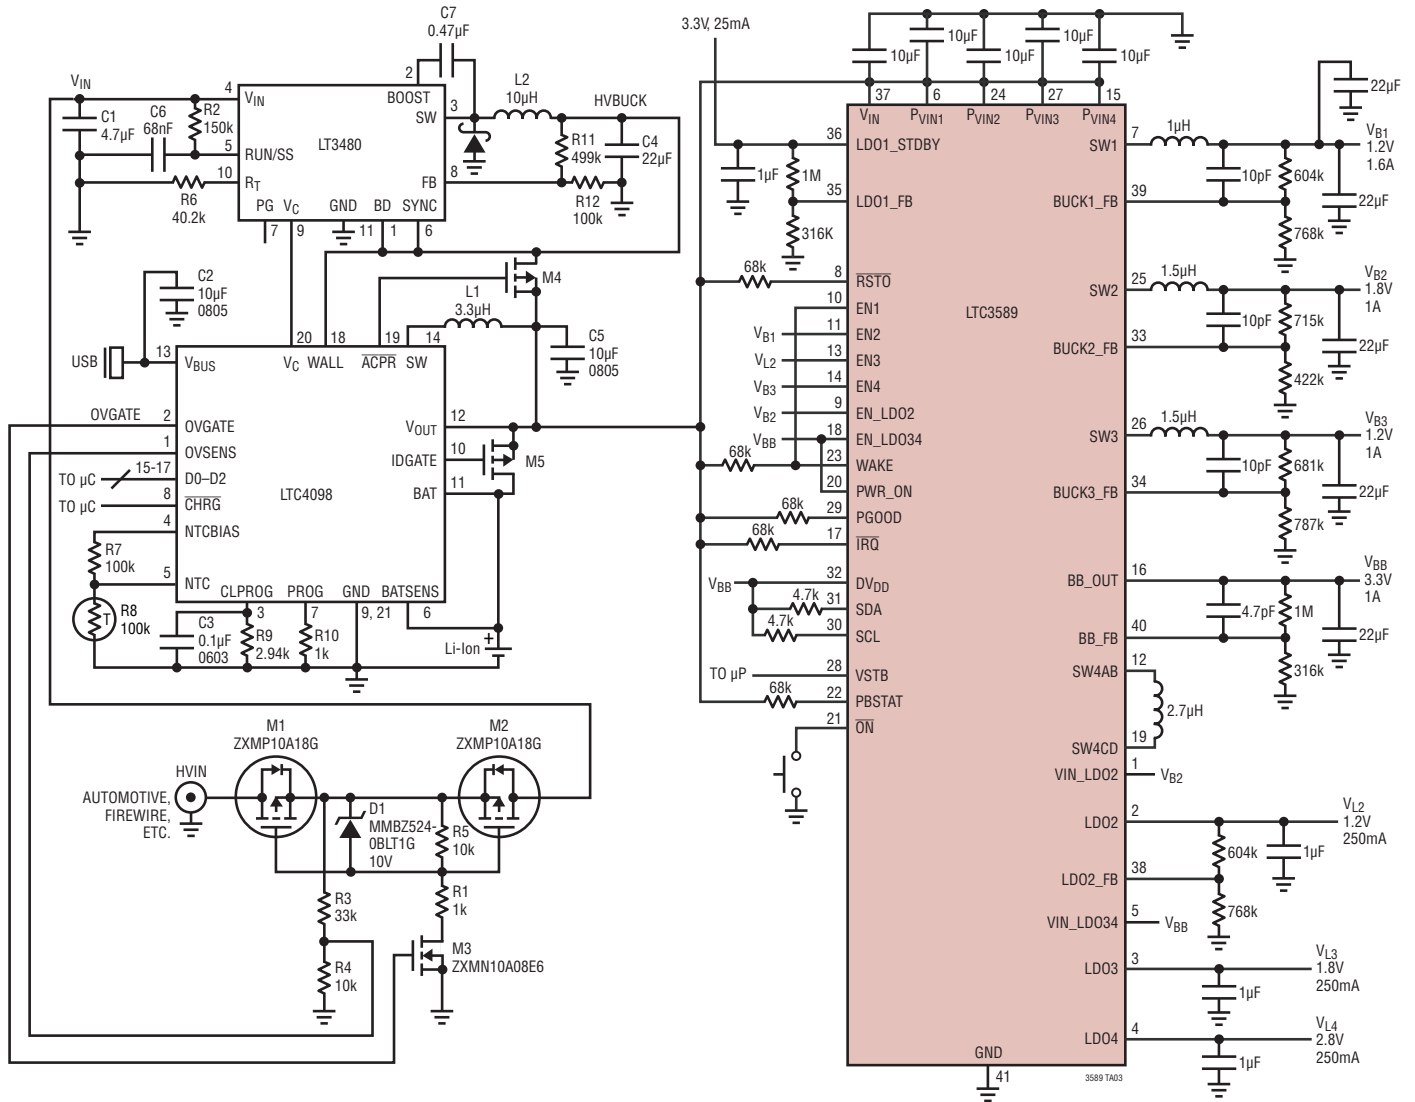 C7
0.47µF
VIN
4
VIN
2
BOOST
3
SW
L2
10µH
HVBUCK
C1
4.7µF
C6
68nF
R2
150k
5
RUN/SS
LT3480
R11
499k
C4
22µF
10
RT
8
FB
R6
40.2k
R12
100k
PG
VC
GND
BD
SYNC
7
9
11
1
6
C2
10µF
0805
M4
L1
3.3µH
C5
10µF
0805
20
18
19
14
USB
13
VBUS
VC
WALL
ACPR
SW
OVGATE
2
OVGATE
12
VOUT
1
OVSENS
10
IDGATE
M5
TO µC
15-17
D0–D2
LTC4098
11
BAT
TO µC
8
CHRG
4
NTCBIAS
R7
100k
5
NTC
CLPROG
PROG
GND
BATSENS
3
7
9, 21
6
T
R8
100k
C3
0.1µF
0603
R9
2.94k
R10
1k
Li-Ion
+
M1
ZXMP10A18G
M2
ZXMP10A18G
HVIN
AUTOMOTIVE,
FIREWIRE,
ETC.
D1
MMBZ524-
0BLT1G
10V
R5
10k
R3
33k
R1
1k
R4
10k
M3
ZXMN10A08E6
3.3V, 25mA
10µF
10µF
10µF
10µF
10µF
37
6
24
27
15
VIN
PVIN1
PVIN2
PVIN3
PVIN4
36
LDO1_STDBY
1µF
1M
35
LDO1_FB
316K
68k
8
RSTO
LTC3589
10
EN1
VB1
11
EN2
VL2
13
EN3
VB3
14
EN4
VB2
9
EN_LDO2
VBB
18
EN_LDO34
68k
23
WAKE
20
PWR_ON
68k
29
PGOOD
68k
17
IRQ
VBB
32
DVDD
4.7k
31
SDA
4.7k
30
SCL
TO µP
28
VSTB
68k
22
PBSTAT
21
ON
22µF
7
SW1
1µH
VB1
1.2V
1.6A
10pF
604k
39
BUCK1_FB
22µF
768k
25
SW2
1.5µH
VB2
1.8V
1A
10pF
715k
33
BUCK2_FB
22µF
422k
26
SW3
1.5µH
VB3
1.2V
1A
10pF
681k
34
BUCK3_FB
22µF
787k
16
BB_OUT
VBB
3.3V
1A
4.7pF
1M
40
BB_FB
22µF
316k
12
SW4AB
2.7µH
19
SW4CD
1
VIN_LDO2
VB2
2
LDO2
VL2
1.2V
250mA
604k
1µF
38
LDO2_FB
768k
5
VIN_LDO34
VBB
3
LDO3
VL3
1.8V
250mA
1µF
4
LDO4
VL4
2.8V
250mA
1µF
GND
41
3589 TA03